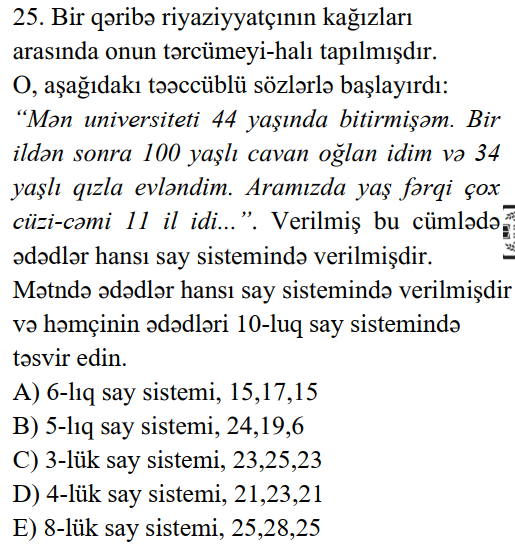 25. Bir qəribə riyaziyyatçının kağızları
arasında onun tərcümeyi-halı tapılmışdır.
O, aşağıdakı təəccüblü sözlərlə başlayırdı:
“Mən universiteti 44 yaşında bitirmişəm. Bir
ildən sonra 100 yaşlı cavan oğlan idim və 34
yaşlı qızla evləndim. Aramızda yaş fərqi çox
cüzi-cəmi 11 il idi...”. Verilmiş bu cümlədə
ədədlər hansı say sistemində verilmişdir.
Mətndə ədədlər hansı say sistemində verilmişdir
və həmçinin ədədləri 10-luq say sistemində
təsvir edin.
A) 6-lıq say sistemi, 15,17,15
B) 5-lıq say sistemi, 24,19,6
C) 3-lük say sistemi, 23,25,23
D) 4-lük say sistemi, 21,23,21
E) 8-lük say sistemi, 25,28,25